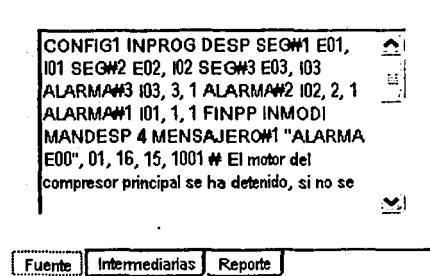 CONFIG1 INPROG DESP SEG#1 E01,
I01 SEG#2 E02, I02 SEG#3 E03, I03
ALARMA#3 I03, 3, 1 ALARMA#2 I02, 2, 1
ALARMA#1 I01, 1, 1 FINPP INMODI
MANDESP 4 MENSAJERO#1 "ALARMA
E00", 01, 16, 15, 1001 # El motor del
compresor principal se ha detenido, si no se
Fuente Intermediarias Reporte